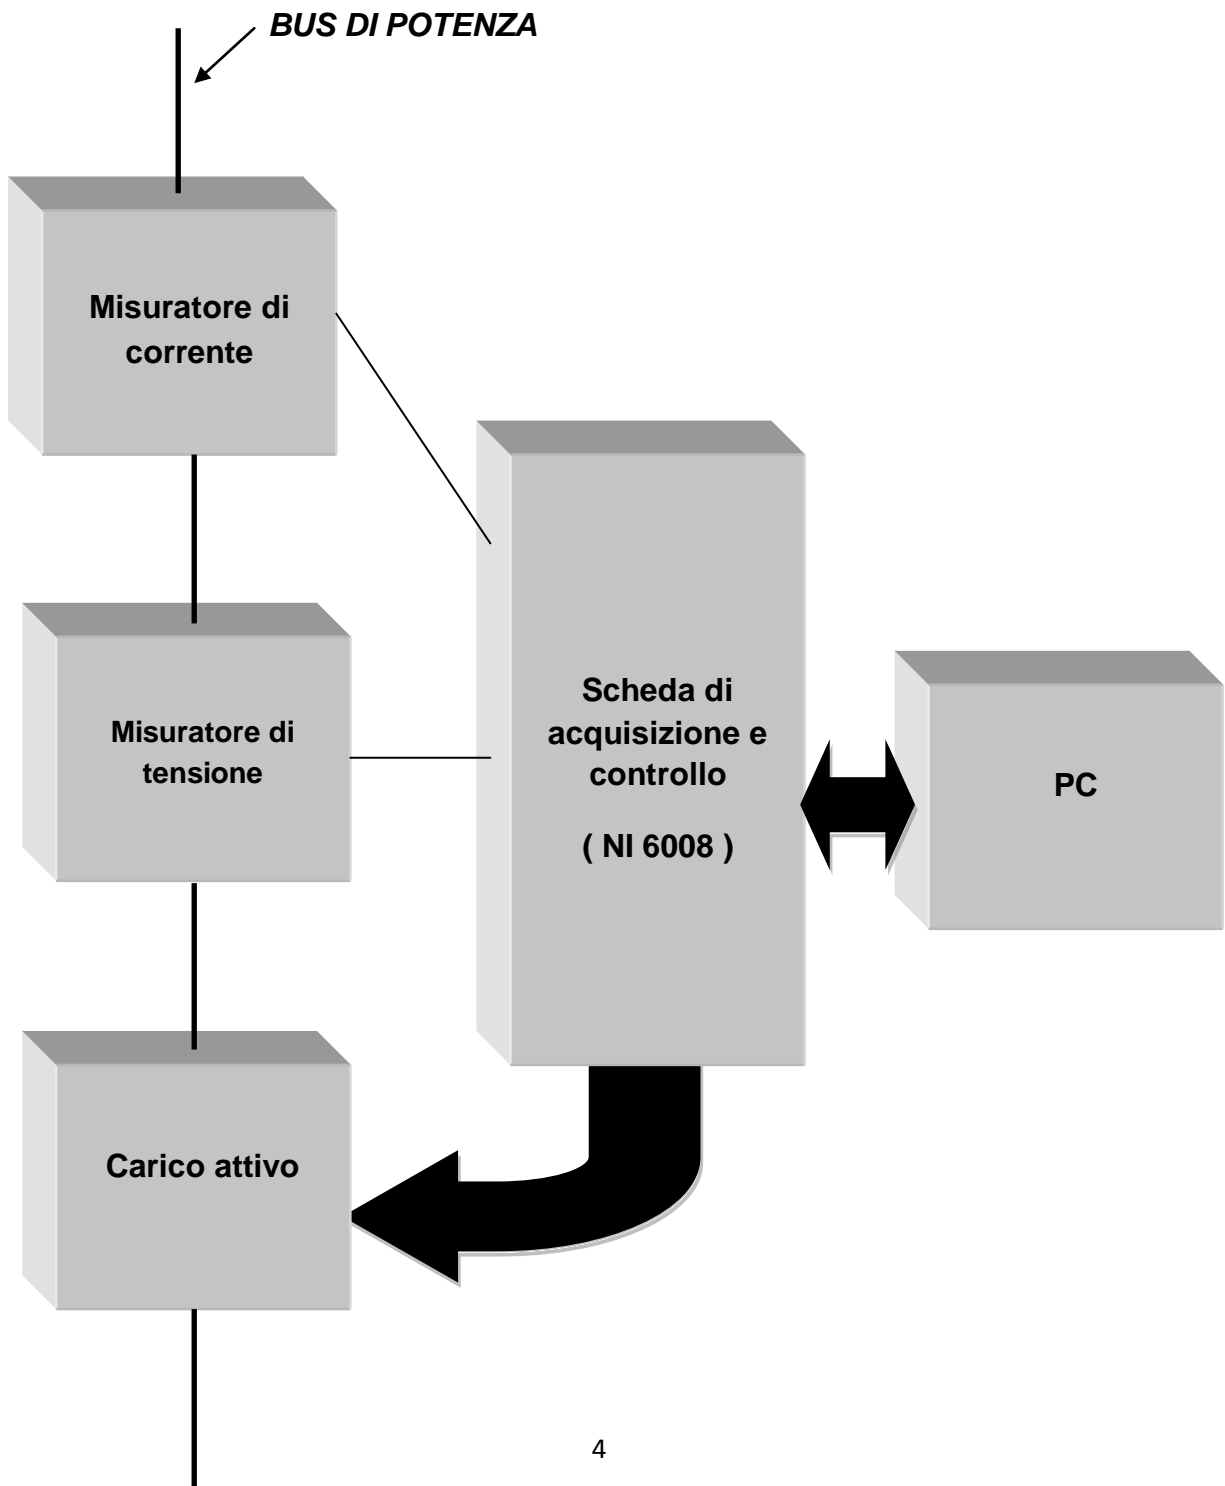 BUS DI POTENZA
Misuratore di
corrente
Misuratore di
tensione
Scheda di
acquisizione e
controllo
( NI 6008 )
PC
Carico attivo
4